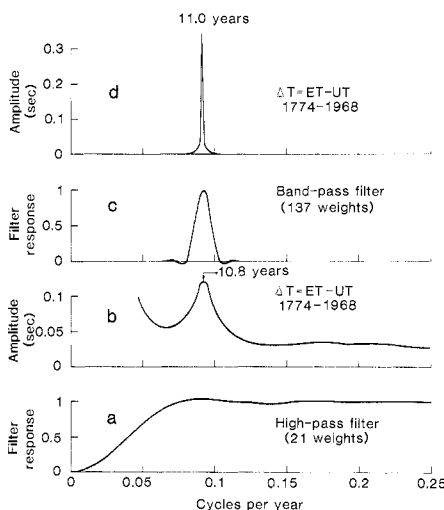 11.0 years
0.3
0.2
0.1
0
Amplitude
(sec)
d
ΔT=ET-UT
1774-1968
1
0.5
0
Filter
response
c
Band-pass filter
(137 weights)
10.8 years
0.1
0.05
0
Amplitude
(sec)
b
ΔT=ET-UT
1774-1968
1
0.5
0
Filter
response
a
High-pass filter
(21 weights)
0 0.05 0.1 0.15 0.2 0.25
Cycles per year